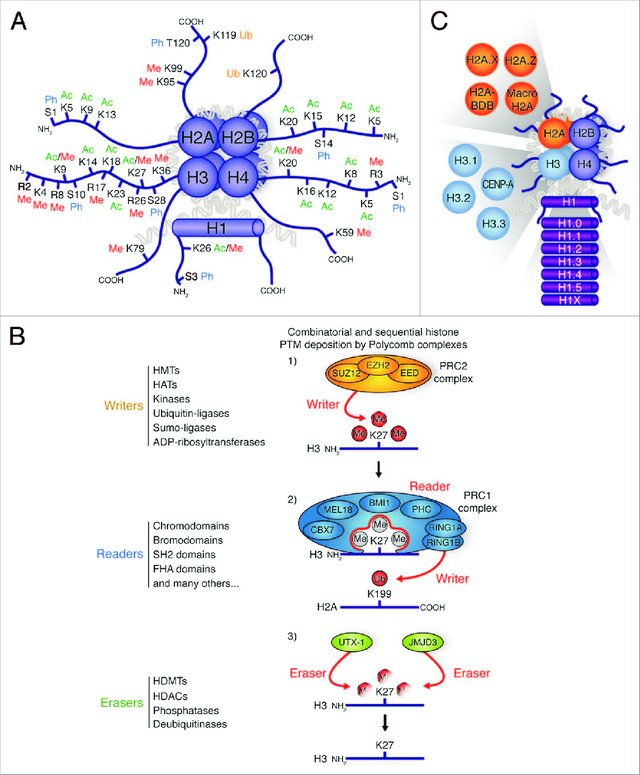 A
COOH
Ph T120
K119 Ub
COOH
Me K99
Me K95
Ub K120
Ph
S1
Ac
K5
Ac
K9
Ac
K13
NH2
H2A
H2B
Ac
K20
Ac
K15
S14
Ph
Ac
K12
Ac
K5
NH2
H3
H4
R2
Me
K4
Me
R8
Me
K9
Ac/Me
S10
Ph
K14
Ac
R17
Me
K18
Ac
K23
Ac
K27
Ac/Me
R26
Me
S28
Ph
K36
Me
NH2
Ac/Me
K20
K16
Ac
K12
Ac
Ac
K8
K5
Ac
Me
R3
S1
Ph
NH2
H1
Me K79
K26 Ac/Me
K59 Me
S3 Ph
NH2
COOH
COOH
COOH
C
H2A.X
H2A.Z
H2A-
BDB
Macro
H2A
H2A
H2B
H3
H4
H3.1
CENP-A
H3.2
H3.3
H1
H1.0
H1.1
H1.2
H1.3
H1.4
H1.5
H1X
B
Combinatorial and sequential histone
PTM deposition by Polycomb complexes
Writers
HMTs
HATs
Kinases
Ubiquitin-ligases
Sumo-ligases
ADP-ribosyltransferases
1)
SUZ12
EZH2
EED
PRC2
complex
Writer
Me
Me
K27
Me
H3 NH2
Readers
Chromodomains
Bromodomains
SH2 domains
FHA domains
and many others...
2)
Reader
PRC1
complex
CBX7
MEL18
BMI1
PHC
RING1A
RING1B
Me
Me
K27
Me
H3 NH2
Ub
Writer
K199
H2A
COOH
Erasers
HDMTs
HDACs
Phosphatases
Deubiquitinases
3)
UTX-1
JMJD3
Eraser
Eraser
K27
H3 NH2
K27
H3 NH2